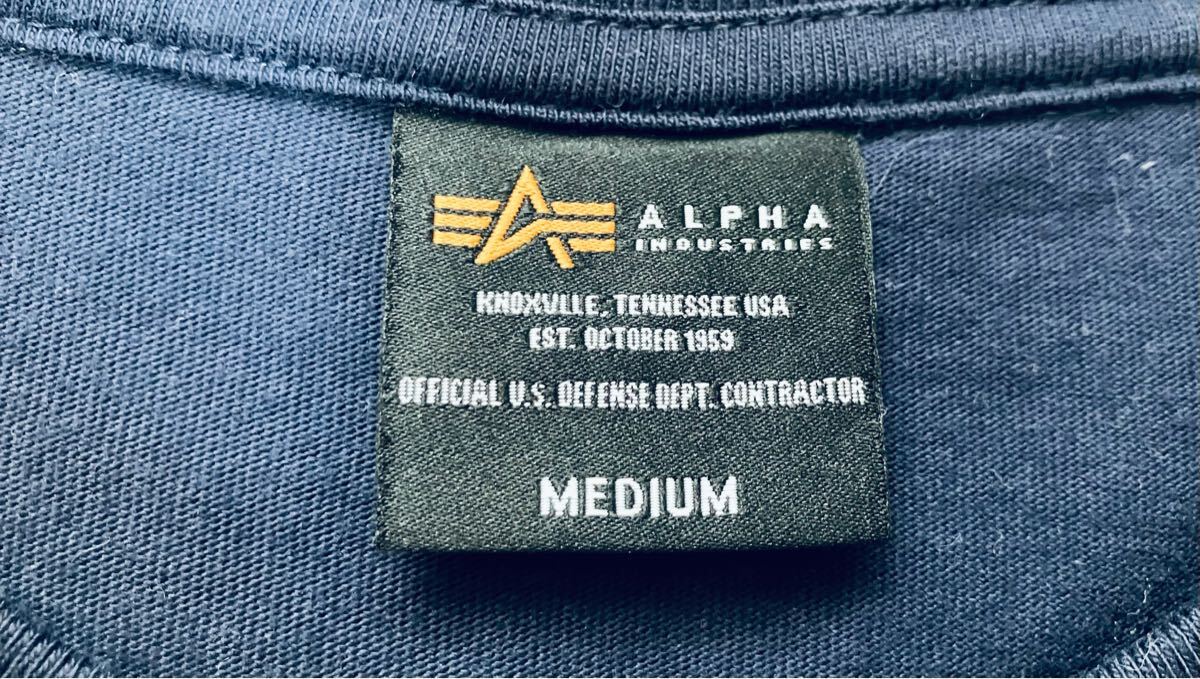 ALPHA
INDUSTRIES
KNOXVILLE, TENNESSEE USA
EST. OCTOBER 1959
OFFICIAL U.S. DEFENSE DEPT. CONTRACTOR
MEDIUM